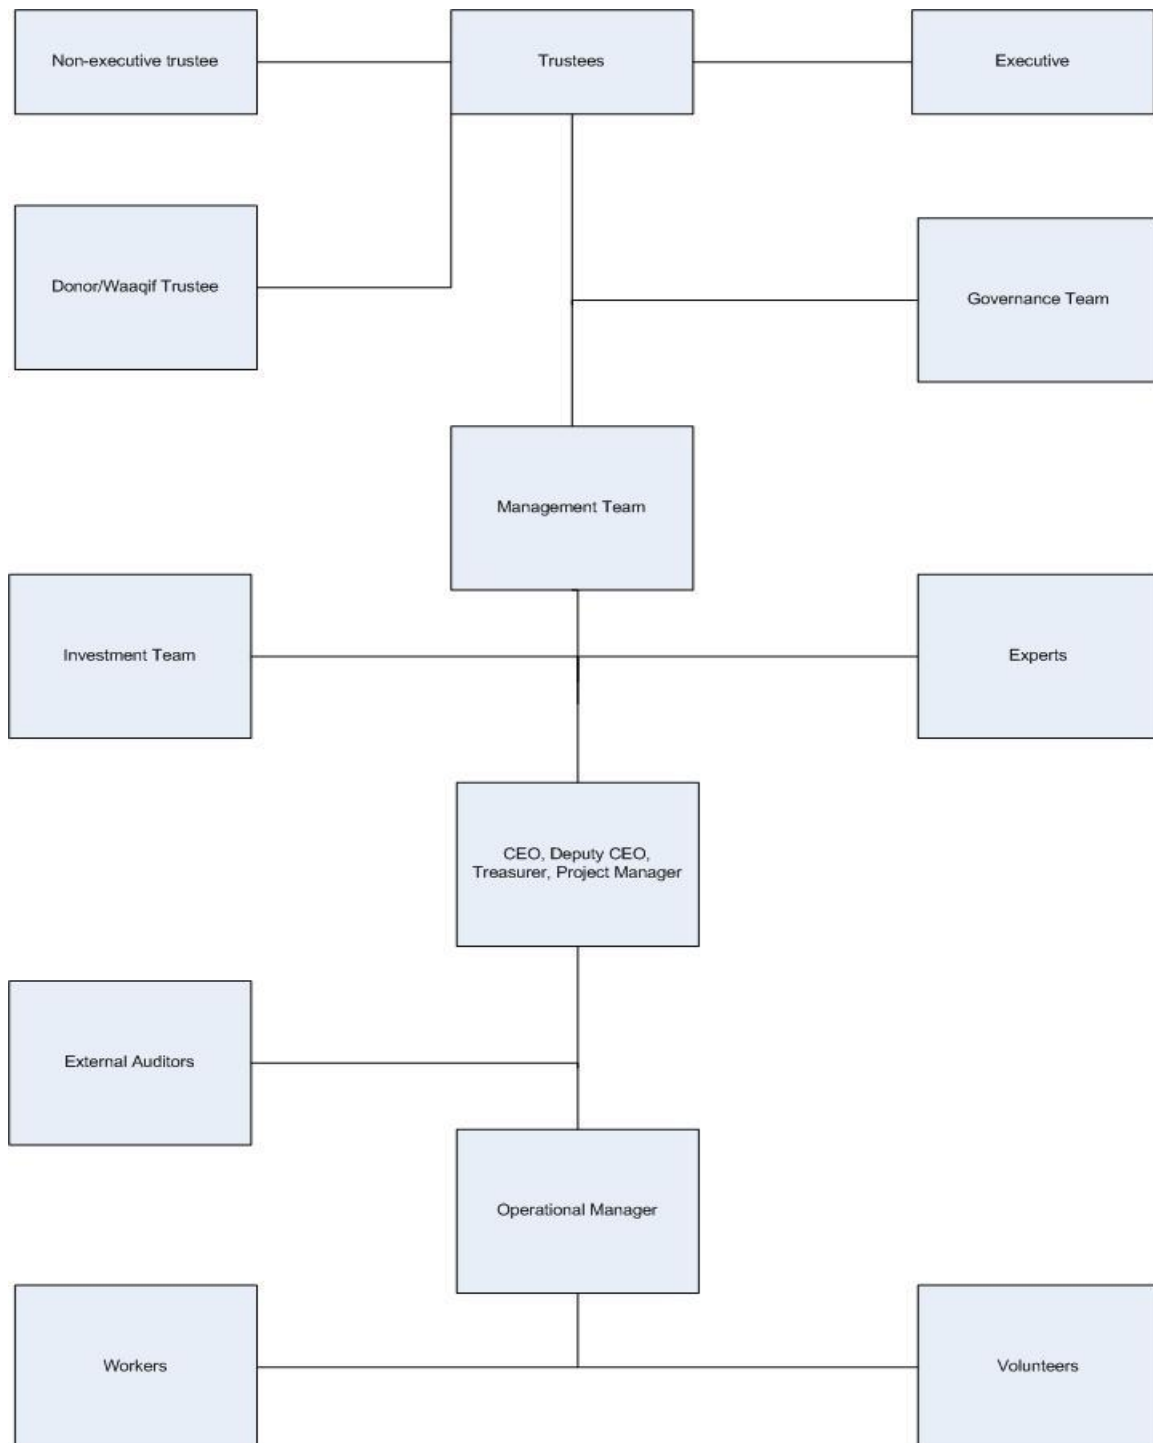 Non-executive trustee
Trustees
Executive
Donor/Waaqif Trustee
Governance Team
Management Team
Investment Team
Experts
CEO, Deputy CEO,
Treasurer, Project Manager
External Auditors
Operational Manager
Workers
Volunteers